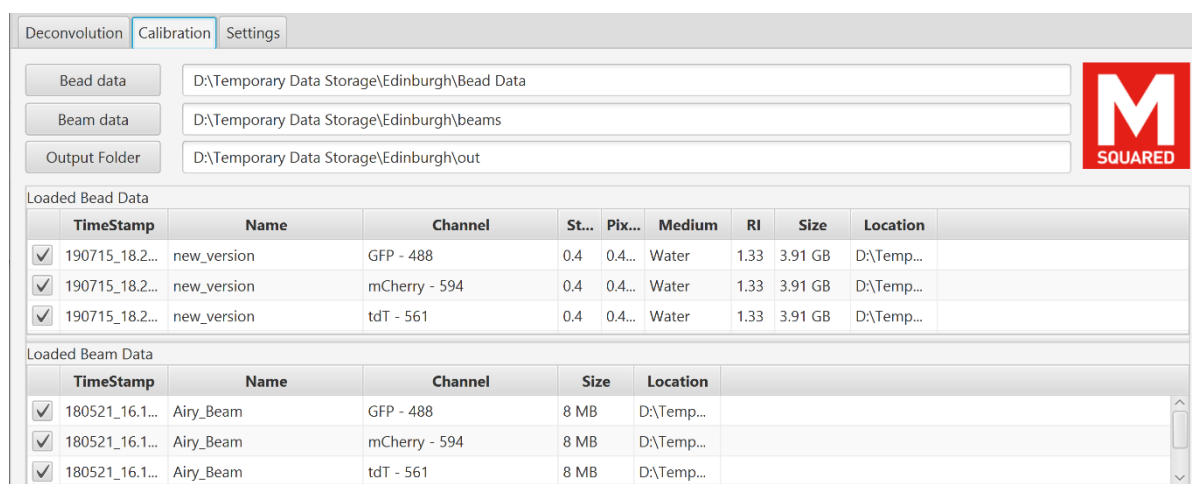 Deconvolution Calibration Settings
Bead data D:\Temporary Data Storage\Edinburgh\Bead Data
Beam data D:\Temporary Data Storage\Edinburgh\beams
Output Folder D:\Temporary Data Storage\Edinburgh\out
M
SQUARED
Loaded Bead Data
TimeStamp Name Channel St... Pix... Medium RI Size Location
190715_18.2... new_version GFP - 488 0.4 0.4... Water 1.33 3.91 GB D:\Temp...
190715_18.2... new_version mCherry - 594 0.4 0.4... Water 1.33 3.91 GB D:\Temp...
190715_18.2... new_version tdT - 561 0.4 0.4... Water 1.33 3.91 GB D:\Temp...
Loaded Beam Data
TimeStamp Name Channel Size Location
180521_16.1... Airy_Beam GFP - 488 8 MB D:\Temp...
180521_16.1... Airy_Beam mCherry - 594 8 MB D:\Temp...
180521_16.1... Airy_Beam tdT - 561 8 MB D:\Temp...